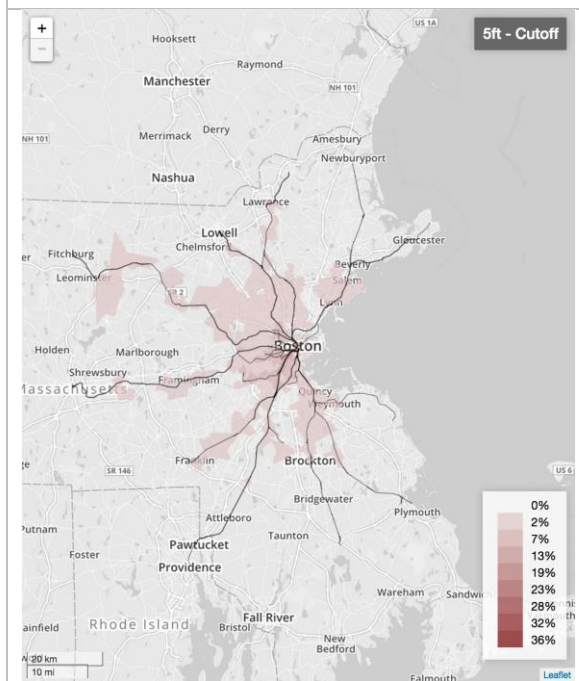 +
−
5ft - Cutoff
US 1A
Hooksett
Raymond
Manchester
NH 101
Derry
Merrimack
NH 101
Amesbury
Newburyport
Nashua
Lawrence
Lowell
Chelmsfor
Gloucester
Fitchburg
Beverly
Leominster
Salem
SR 2
Lynn
Boston
Holden
Marlborough
Shrewsbury
Framingham
Massachusetts
Quincy
Weymouth
Franklin
Brockton
SR 146
US 6
Bridgewater
Plymouth
Attleboro
Putnam
Taunton
Pawtucket
Foster
Providence
Wareham
Sandwich
Fall River
Rhode Island
Bristol
New
Bedford
Falmouth
0%
2%
7%
13%
19%
23%
28%
32%
36%
20 km
10 mi
Leaflet